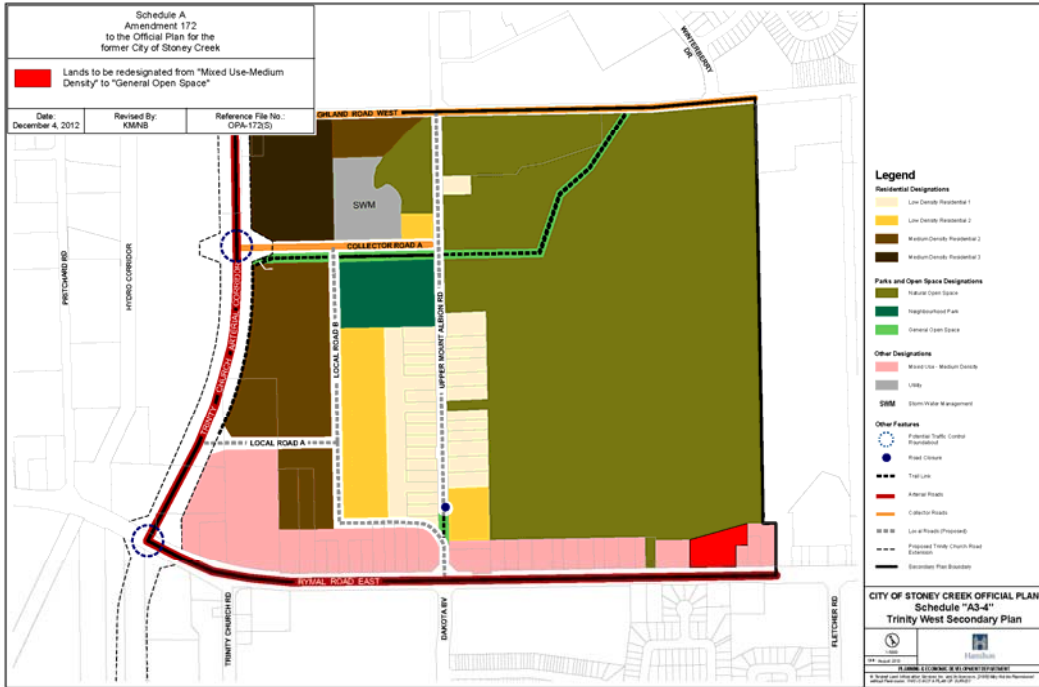 Schedule A
Amendment 172
to the Official Plan for the
former City of Stoney Creek
Lands to be redesignated from "Mixed Use-Medium
Density" to "General Open Space"
Date:
December 4, 2012
Revised By:
KM/NB
Reference File No.:
OPA-172(S)
WINTERBERRY
DR
HIGHLAND ROAD WEST
SWM
COLLECTOR ROAD A
PRITCHARD RD
HYDRO CORRIDOR
TRINITY CHURCH ARTERIAL CORRIDOR
LOCAL ROAD B
UPPER MOUNT ALBION RD
LOCAL ROAD A
RYMAL ROAD EAST
TRINITY CHURCH RD
DAKOTA BV
FLETCHER RD
Legend
Residential Designations
Low Density Residential 1
Low Density Residential 2
Medium Density Residential 2
Medium Density Residential 3
Parks and Open Space Designations
Natural Open Space
Neighbourhood Park
General Open Space
Other Designations
Mixed Use - Medium Density
Utility
SWM Storm Water Management
Other Features
Potential Traffic Control
Roundabout
Road Closure
Trail Link
Arterial Roads
Collector Roads
Local Roads (Proposed)
Proposed Trinity Church Road
Extension
Secondary Plan Boundary
CITY OF STONEY CREEK OFFICIAL PLAN
Schedule "A3-4"
Trinity West Secondary Plan
Hamilton
PLANNING & ECONOMIC DEVELOPMENT DEPARTMENT